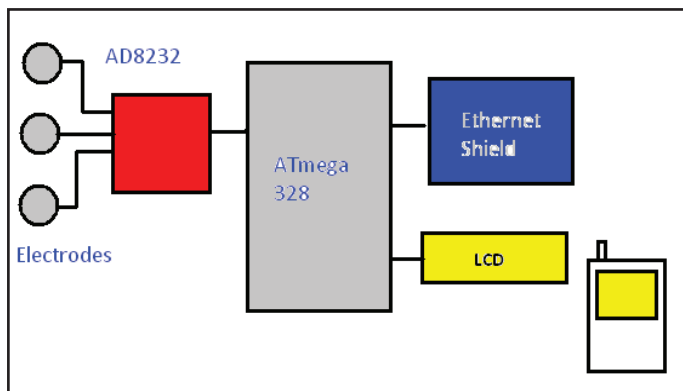 AD8232
Ethernet
Shield
ATmega
328
Electrodes
LCD